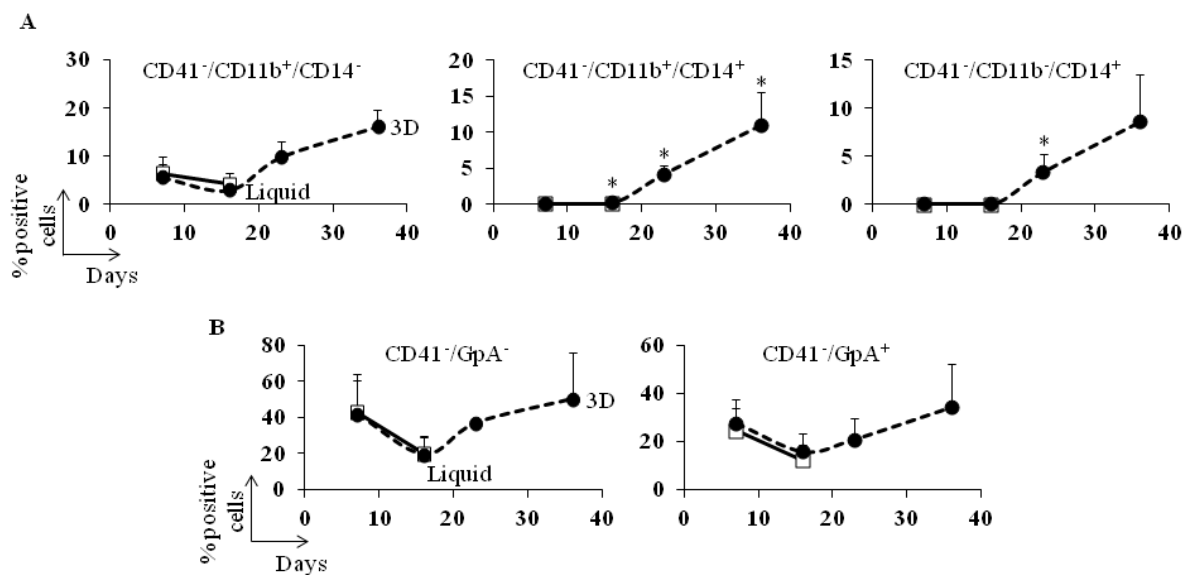 A
CD41⁻/CD11b⁺/CD14⁻
30
20
10
0
0 10 20 30 40
3D
Liquid
%positive
cells
Days
CD41⁻/CD11b⁺/CD14⁺
20
15
10
5
0
0 10 20 30 40
* * *
CD41⁻/CD11b⁻/CD14⁺
15
10
5
0
0 10 20 30 40
*
B
CD41⁻/GpA⁻
80
60
40
20
0
0 10 20 30 40
3D
Liquid
%positive
cells
Days
CD41⁻/GpA⁺
60
40
20
0
0 10 20 30 40